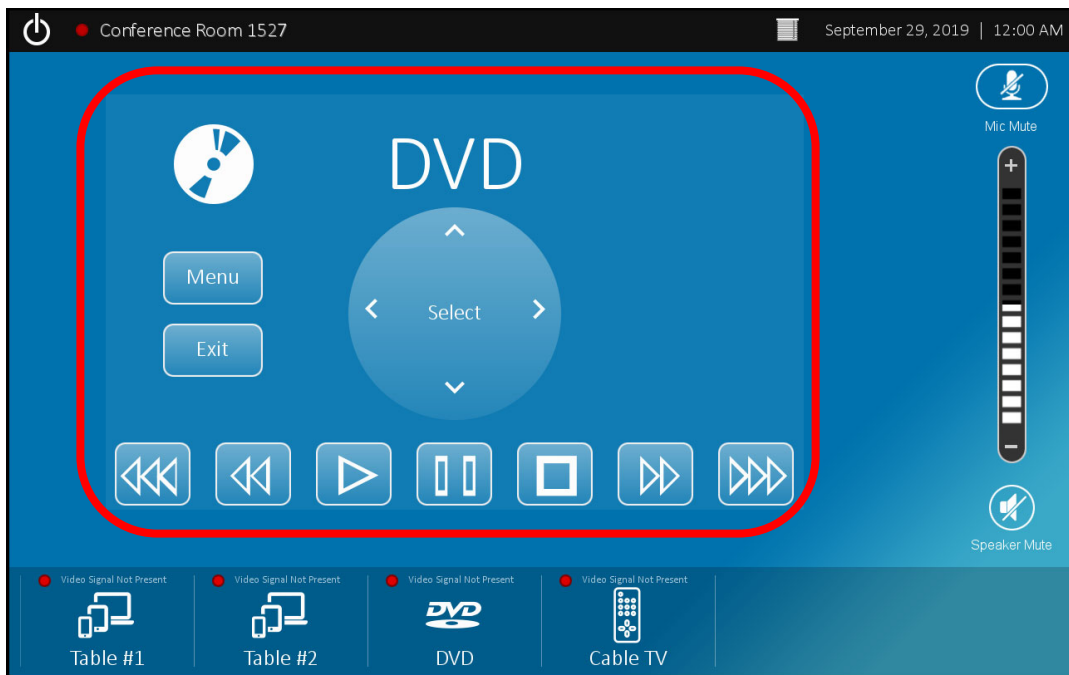 Conference Room 1527
September 29, 2019 | 12:00 AM
DVD
Mic Mute
+
Menu
Select
Exit
-
Speaker Mute
Video Signal Not Present
Video Signal Not Present
Video Signal Not Present
Video Signal Not Present
DVD
Table #1
Table #2
DVD
Cable TV